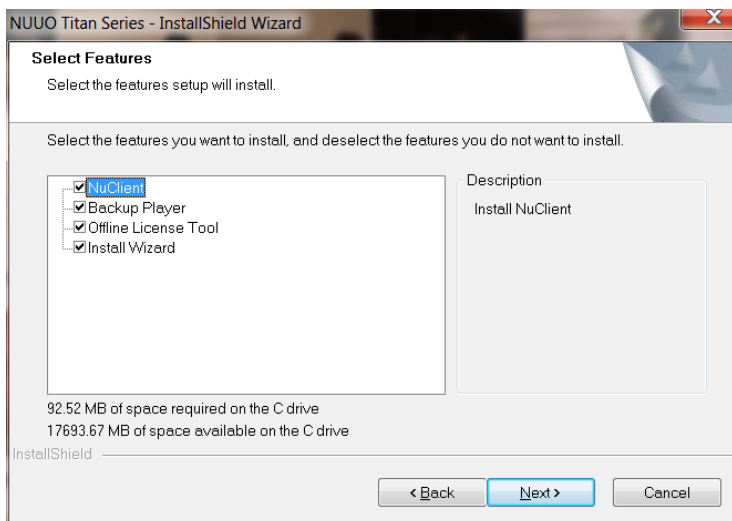 NUUO Titan Series - InstallShield Wizard
Select Features
Select the features setup will install.
Select the features you want to install, and deselect the features you do not want to install.
NuClient
Backup Player
Offline License Tool
Install Wizard
Description
Install NuClient
92.52 MB of space required on the C drive
17693.67 MB of space available on the C drive
InstallShield
< Back
Next >
Cancel